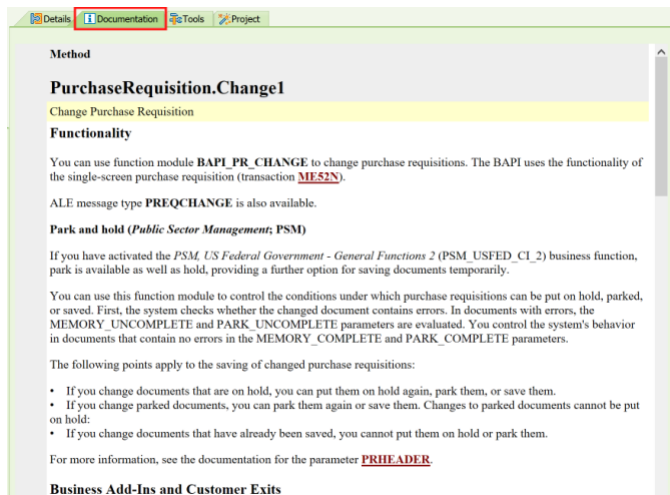 Details Documentation Tools Project
Method
PurchaseRequisition.Change1
Change Purchase Requisition
Functionality
You can use function module BAPI_PR_CHANGE to change purchase requisitions. The BAPI uses the functionality of
the single-screen purchase requisition (transaction ME52N).
ALE message type PREQCHANGE is also available.
Park and hold (Public Sector Management; PSM)
If you have activated the PSM, US Federal Government - General Functions 2 (PSM_USFED_CI_2) business function,
park is available as well as hold, providing a further option for saving documents temporarily.
You can use this function module to control the conditions under which purchase requisitions can be put on hold, parked,
or saved. First, the system checks whether the changed document contains errors. In documents with errors, the
MEMORY_UNCOMPLETE and PARK_UNCOMPLETE parameters are evaluated. You control the system's behavior
in documents that contain no errors in the MEMORY_COMPLETE and PARK_COMPLETE parameters.
The following points apply to the saving of changed purchase requisitions:
• If you change documents that are on hold, you can put them on hold again, park them, or save them.
• If you change parked documents, you can park them again or save them. Changes to parked documents cannot be put
on hold:
• If you change documents that have already been saved, you cannot put them on hold or park them.
For more information, see the documentation for the parameter PRHEADER.
Business Add-Ins and Customer Exits